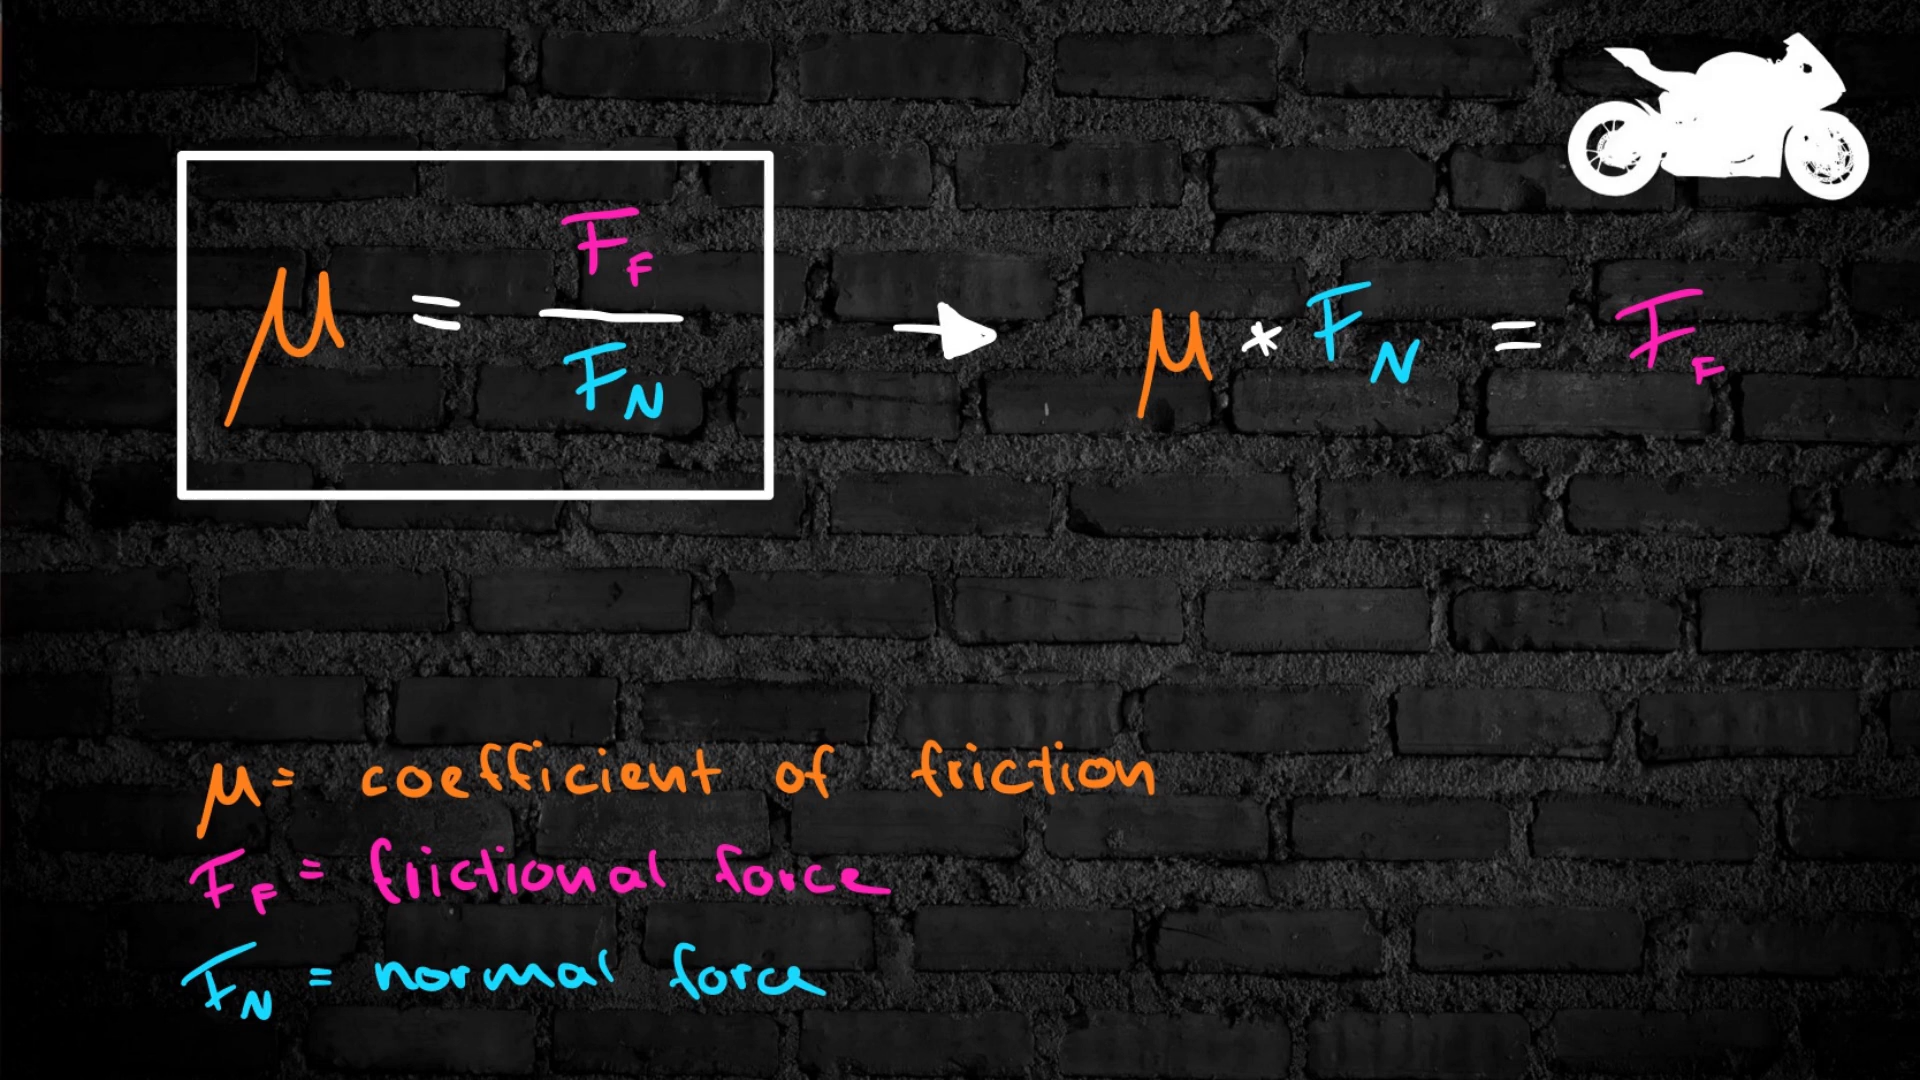 μ = F_F / F_N → μ * F_N = F_F
μ = coefficient of friction
F_F = frictional force
F_N = normal force